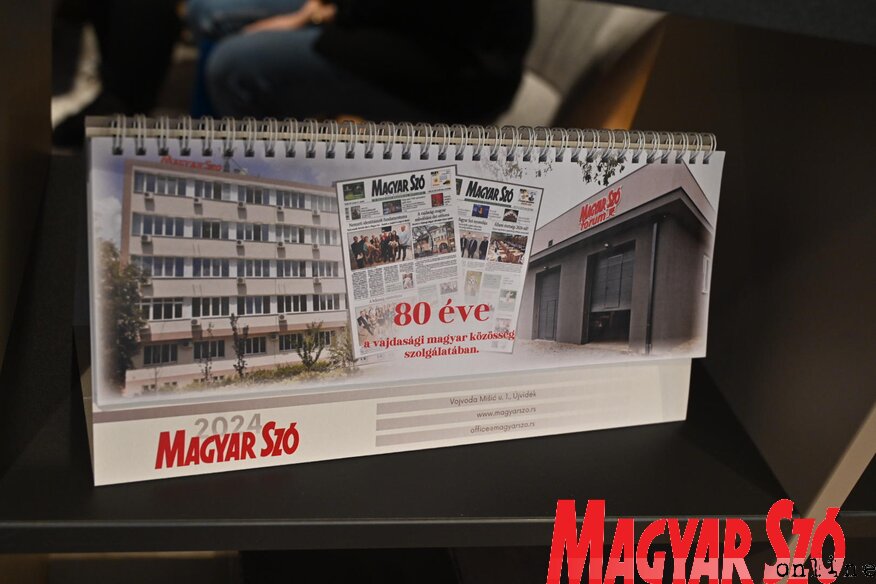 MAGYAR SZÓ
MAGYAR SZÓ
MAGYAR SZÓ
MAGYAR SZÓ
forum
80 éve
a vajdasági magyar közösség
szolgálatában.
2024
MAGYAR SZÓ
Vojvoda Mišić u. 1., Újvidék
www.magyarszo.rs
office@magyarszo.rs
MAGYAR SZÓ
online